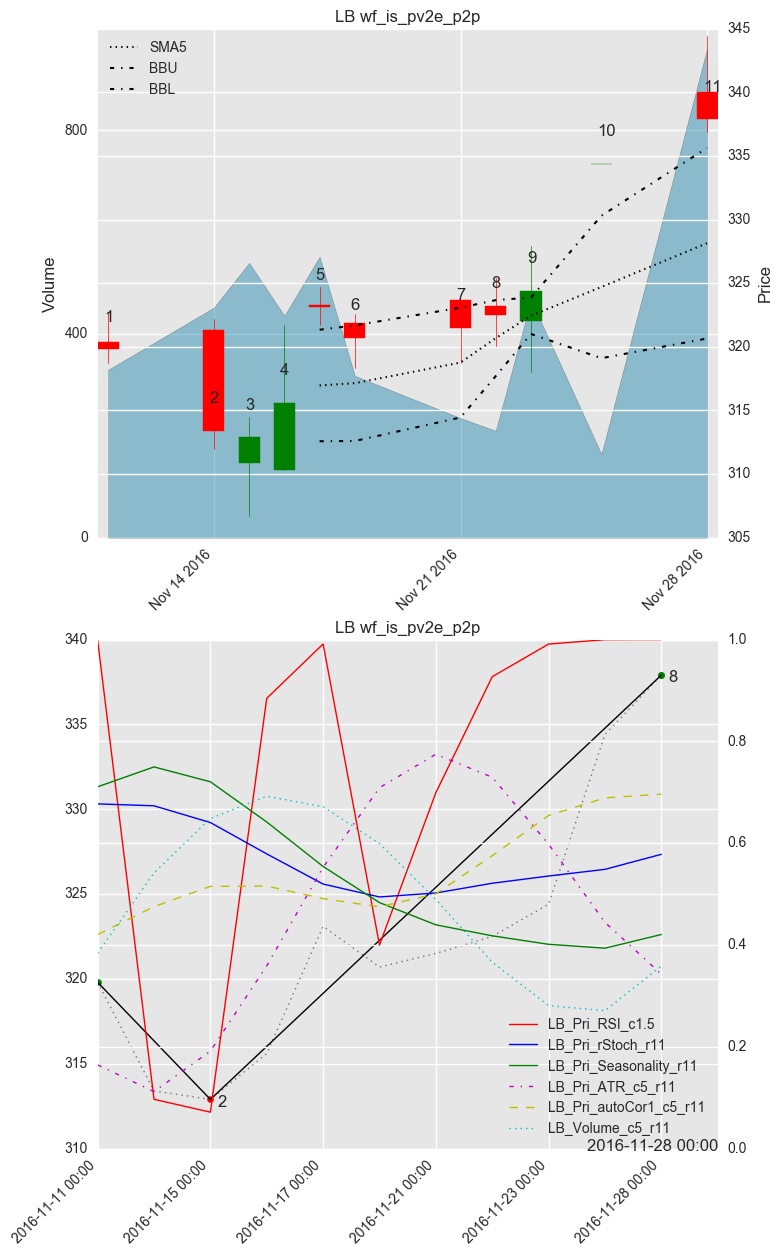 LB wf_is_pv2e_p2p
SMA5
BBU
BBL
345
340
335
330
325
320
315
310
305
800
400
0
Volume
Price
1
2
3
4
5
6
7
8
9
10
11
Nov 14 2016
Nov 21 2016
Nov 28 2016
LB wf_is_pv2e_p2p
340
335
330
325
320
315
310
1.0
0.8
0.6
0.4
0.2
0.0
8
2
LB_Pri_RSI_c1.5
LB_Pri_rStoch_r11
LB_Pri_Seasonality_r11
LB_Pri_ATR_c5_r11
LB_Pri_autoCor1_c5_r11
LB_Volume_c5_r11
2016-11-28 00:00
2016-11-11 00:00
2016-11-15 00:00
2016-11-17 00:00
2016-11-21 00:00
2016-11-23 00:00
2016-11-28 00:00